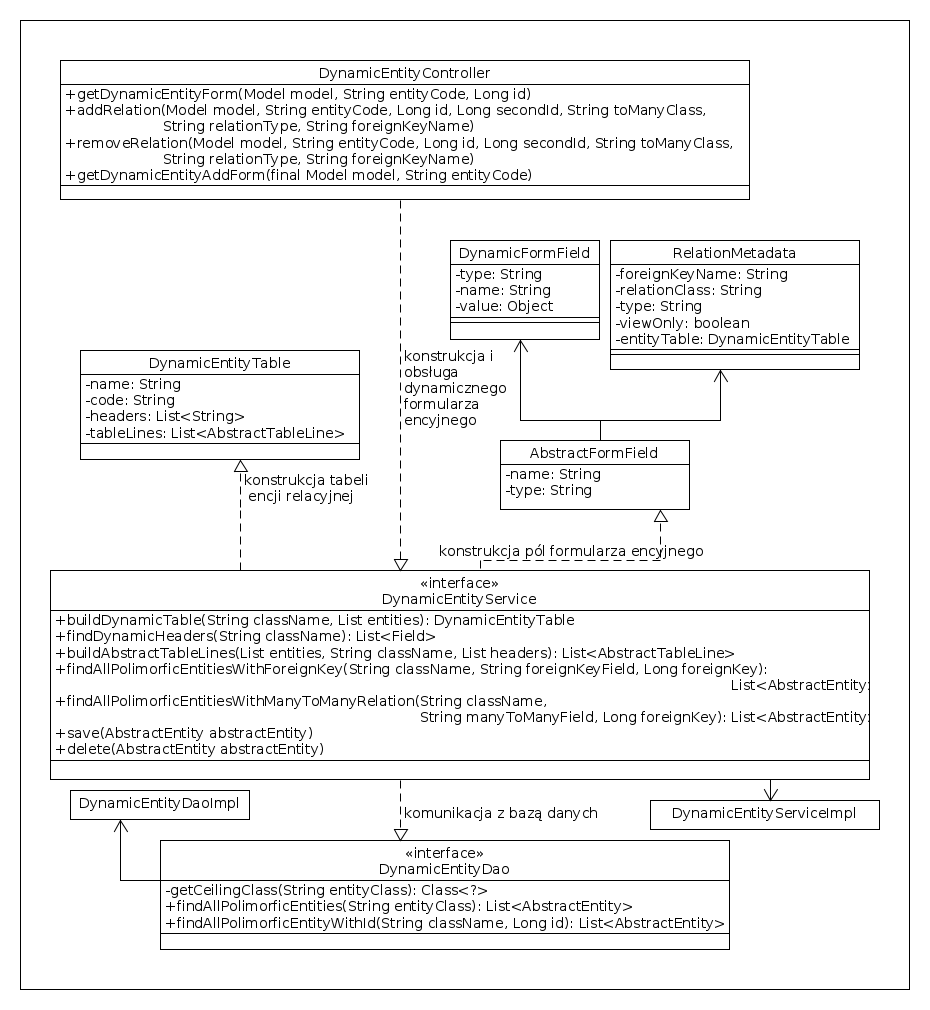 DynamicEntityController
+getDynamicEntityForm(Model model, String entityCode, Long id)
+addRelation(Model model, String entityCode, Long id, Long secondId, String toManyClass,
String relationType, String foreignKeyName)
+removeRelation(Model model, String entityCode, Long id, Long secondId, String toManyClass,
String relationType, String foreignKeyName)
+getDynamicEntityAddForm(final Model model, String entityCode)
DynamicFormField
-type: String
-name: String
-value: Object
RelationMetadata
-foreignKeyName: String
-relationClass: String
-type: String
-viewOnly: boolean
-entityTable: DynamicEntityTable
konstrukcja i
obsługa
dynamicznego
formularza
encyjnego
DynamicEntityTable
-name: String
-code: String
-headers: List<String>
-tableLines: List<AbstractTableLine>
AbstractFormField
-name: String
-type: String
konstrukcja tabeli
encji relacyjnej
konstrukcja pól formularza encyjnego
«interface»
DynamicEntityService
+buildDynamicTable(String className, List entities): DynamicEntityTable
+findDynamicHeaders(String className): List<Field>
+buildAbstractTableLines(List entities, String className, List headers): List<AbstractTableLine>
+findAllPolimorficEntitiesWithForeignKey(String className, String foreignKeyField, Long foreignKey):
List<AbstractEntity
+findAllPolimorficEntitiesWithManyToManyRelation(String className,
String manyToManyField, Long foreignKey): List<AbstractEntity
+save(AbstractEntity abstractEntity)
+delete(AbstractEntity abstractEntity)
DynamicEntityDaoImpl
komunikacja z bazą danych
DynamicEntityServiceImpl
«interface»
DynamicEntityDao
-getCeilingClass(String entityClass): Class<?>
+findAllPolimorficEntities(String entityClass): List<AbstractEntity>
+findAllPolimorficEntityWithId(String className, Long id): List<AbstractEntity>